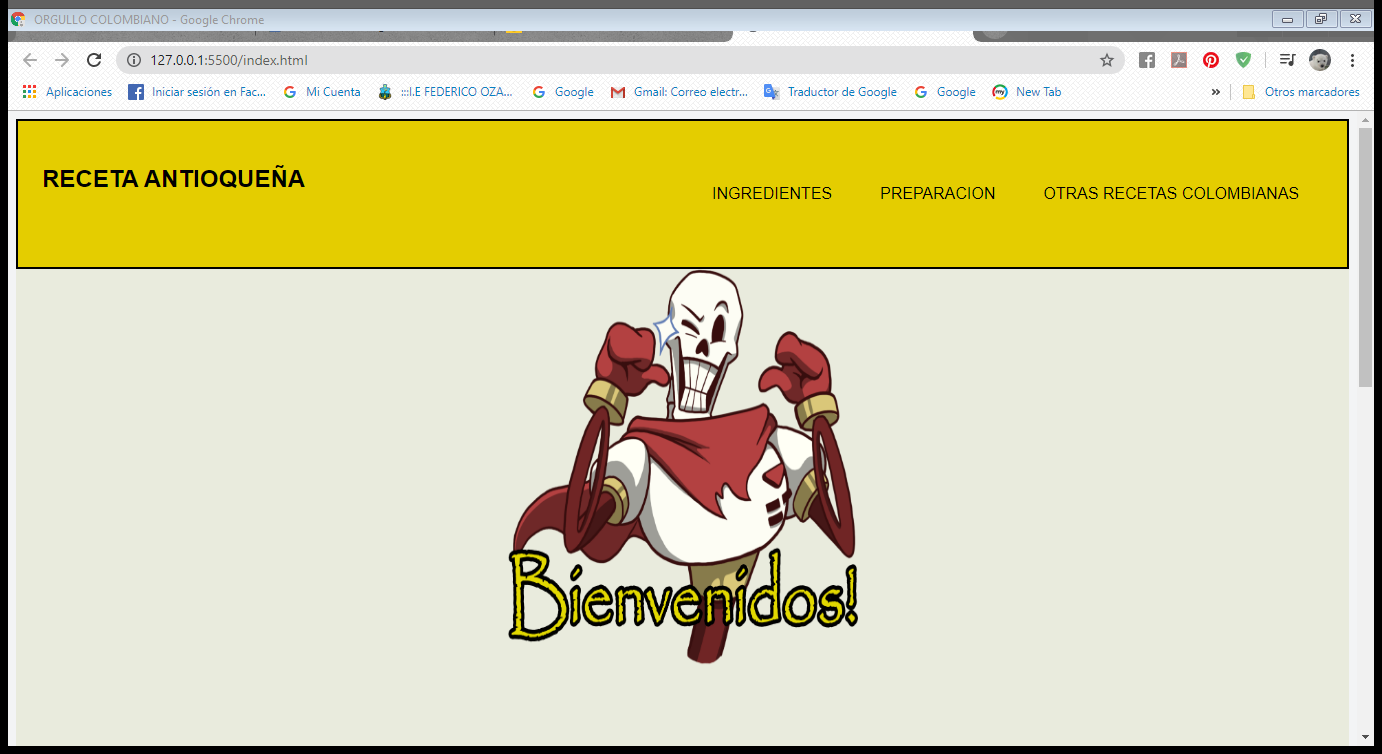 ORGULLO COLOMBIANO - Google Chrome
127.0.0.1:5500/index.html
Aplicaciones Iniciar sesión en Fac... Mi Cuenta :::I.E FEDERICO OZA... Google Gmail: Correo electr... Traductor de Google Google New Tab » Otros marcadores
RECETA ANTIOQUEÑA
INGREDIENTES PREPARACION OTRAS RECETAS COLOMBIANAS
Bienvenidos!